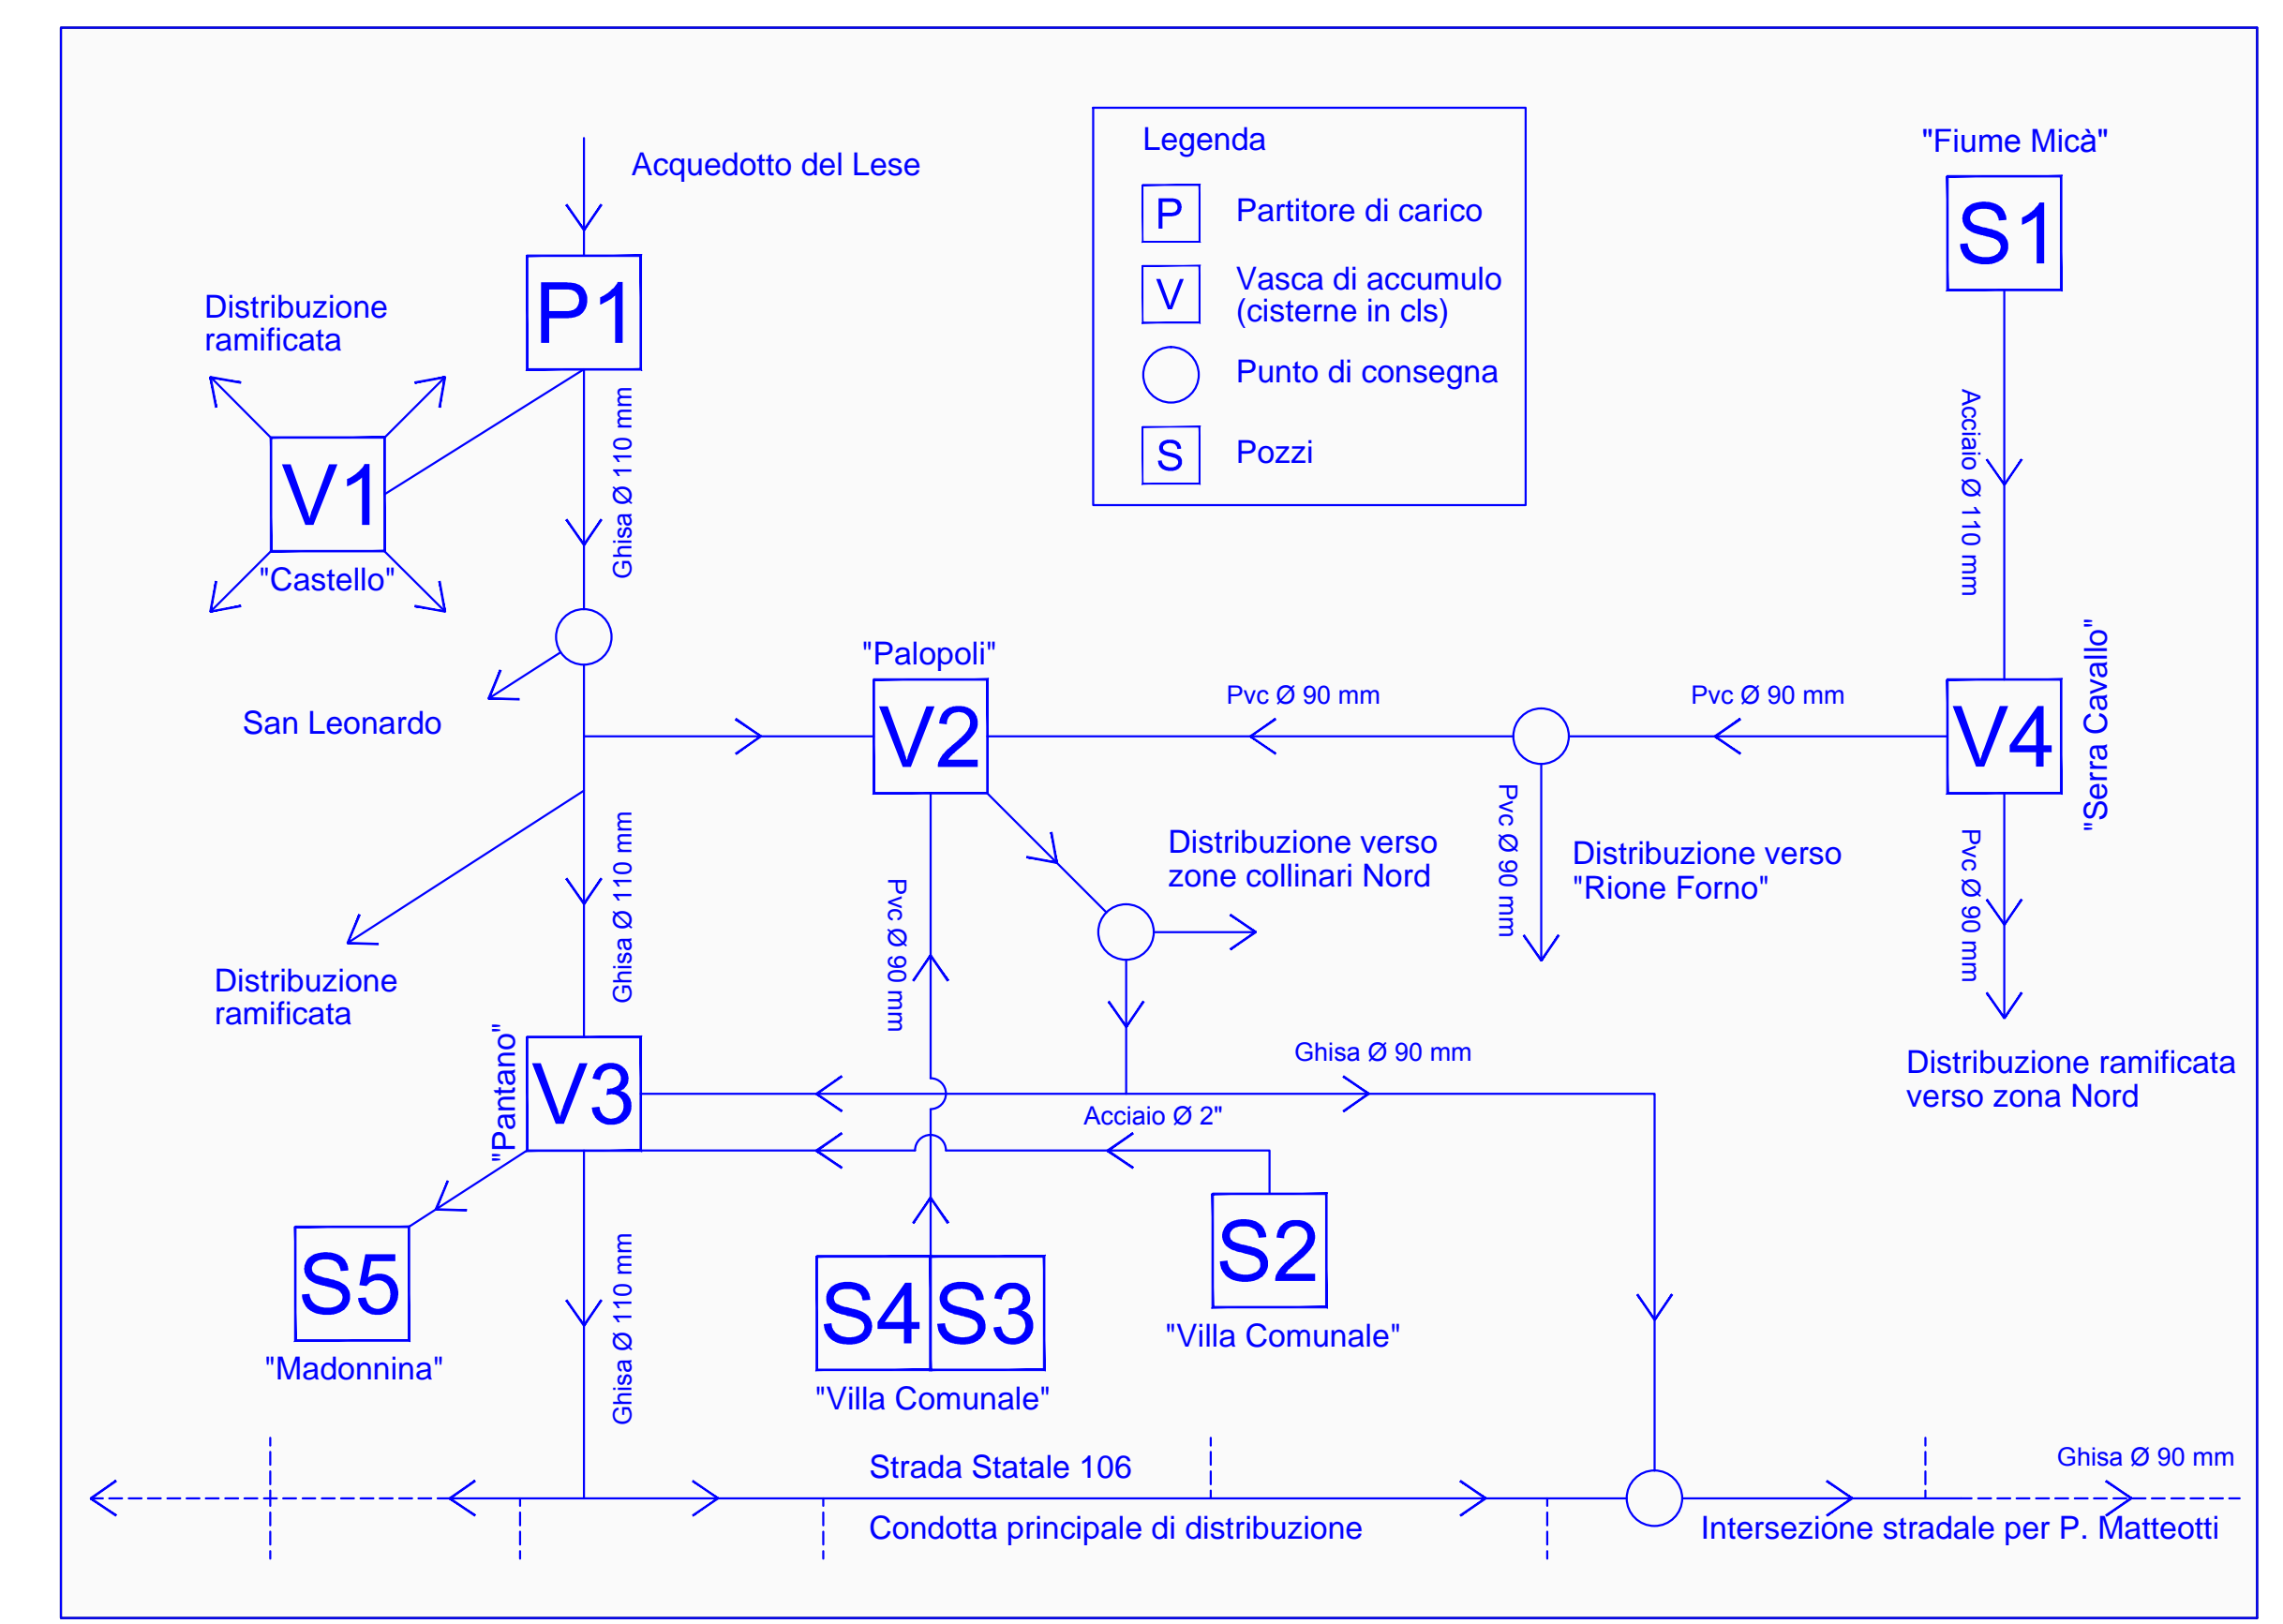 Legenda
"Fiume Micà"
Acquedotto del Lese
P
Partitore di carico
S1
V
Vasca di accumulo
(cisterne in cls)
Punto di consegna
S
Pozzi
P1
Distribuzione
ramificata
Ghisa Ø 110 mm
Acciaio Ø 110 mm
V1
"Castello"
San Leonardo
"Palopoli"
V2
Pvc Ø 90 mm
Pvc Ø 90 mm
V4
"Serra Cavallo"
Distribuzione verso
zone collinari Nord
Pvc Ø 90 mm
Distribuzione verso
"Rione Forno"
Pvc Ø 90 mm
Ghisa Ø 110 mm
Pvc Ø 90 mm
Distribuzione
ramificata
"Pantano"
V3
Ghisa Ø 90 mm
Acciaio Ø 2"
Distribuzione ramificata
verso zona Nord
S5
"Madonnina"
Ghisa Ø 110 mm
S4
S3
"Villa Comunale"
S2
"Villa Comunale"
Strada Statale 106
Condotta principale di distribuzione
Ghisa Ø 90 mm
Intersezione stradale per P. Matteotti